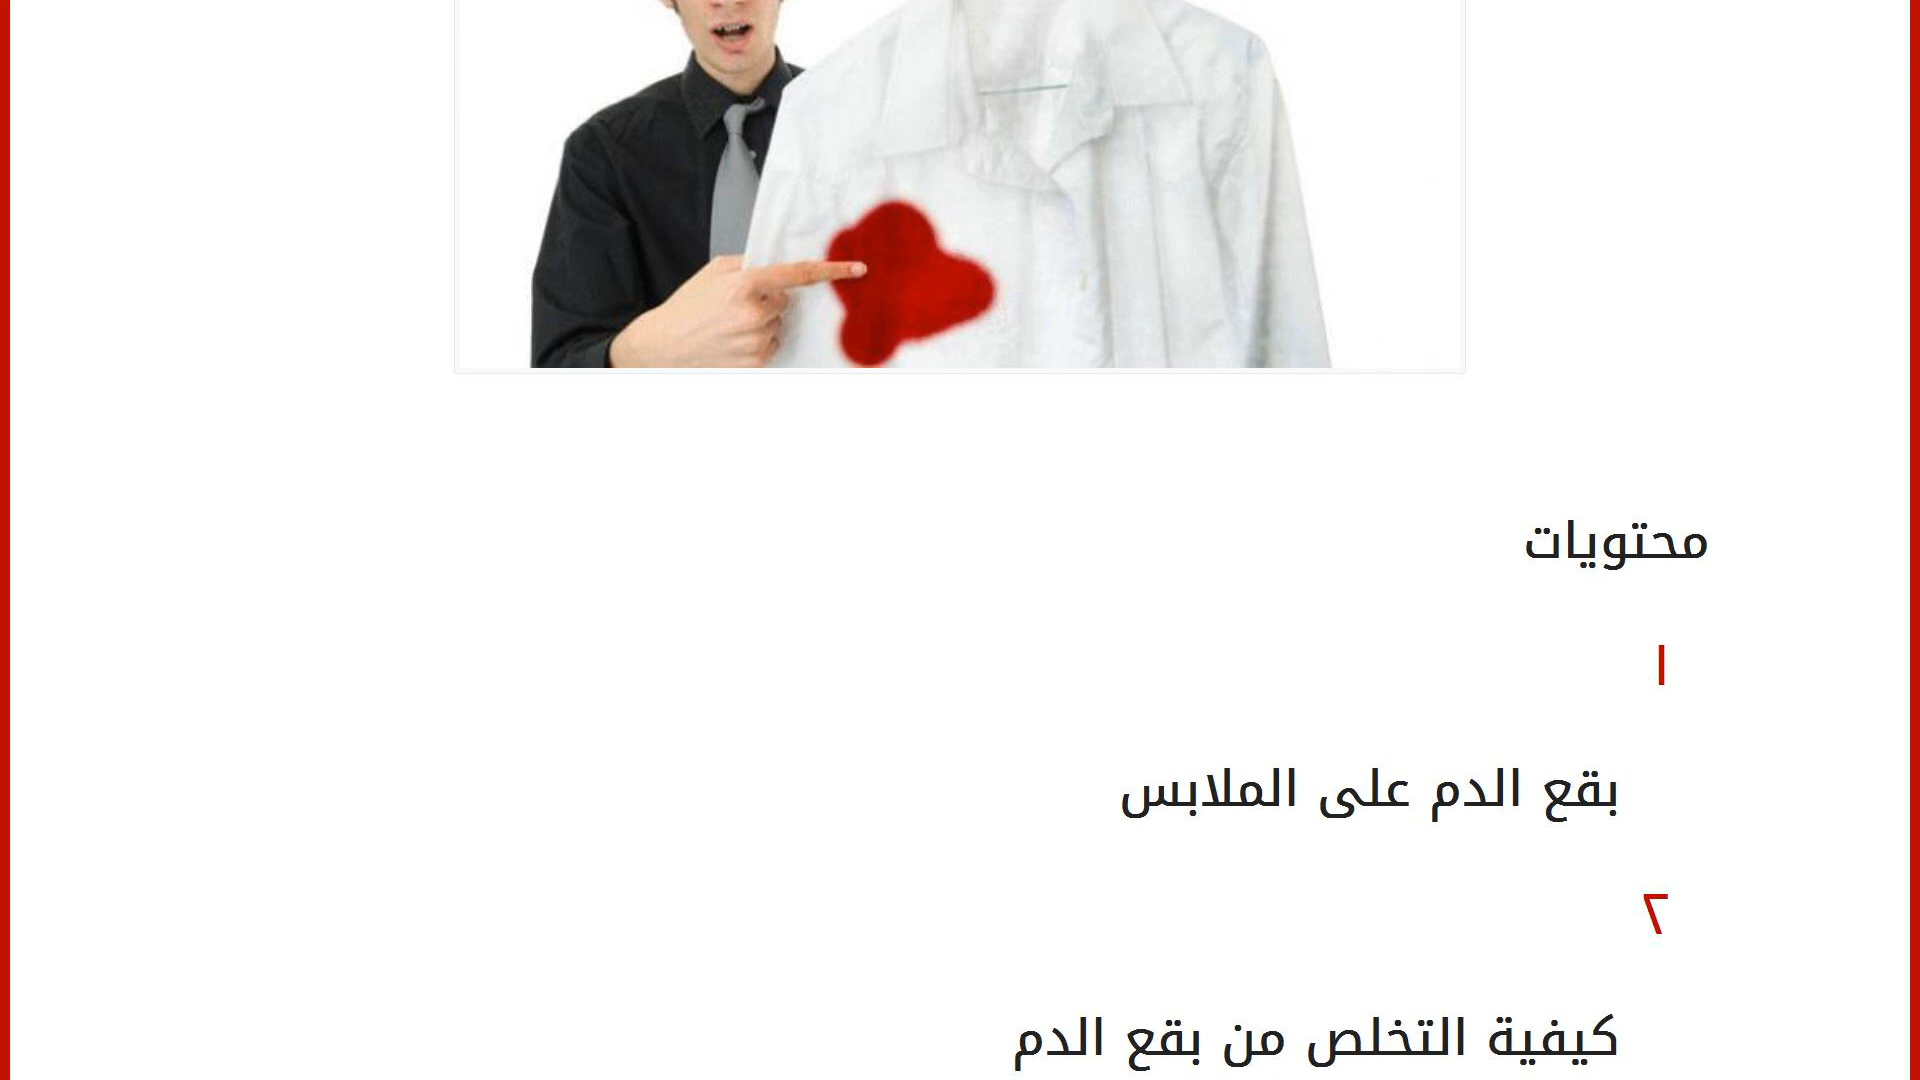 محتويات
١
بقع الدم على الملابس
٢
كيفية التخلص من بقع الدم